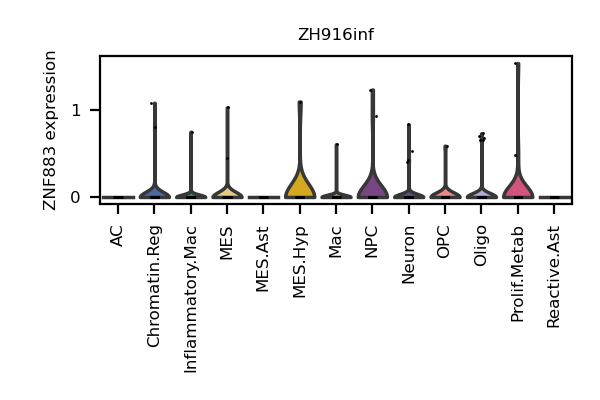 ZH916inf
ZNF883 expression
1
0
AC
Chromatin.Reg
Inflammatory.Mac
MES
MES.Ast
MES.Hyp
Mac
NPC
Neuron
OPC
Oligo
Prolif.Metab
Reactive.Ast